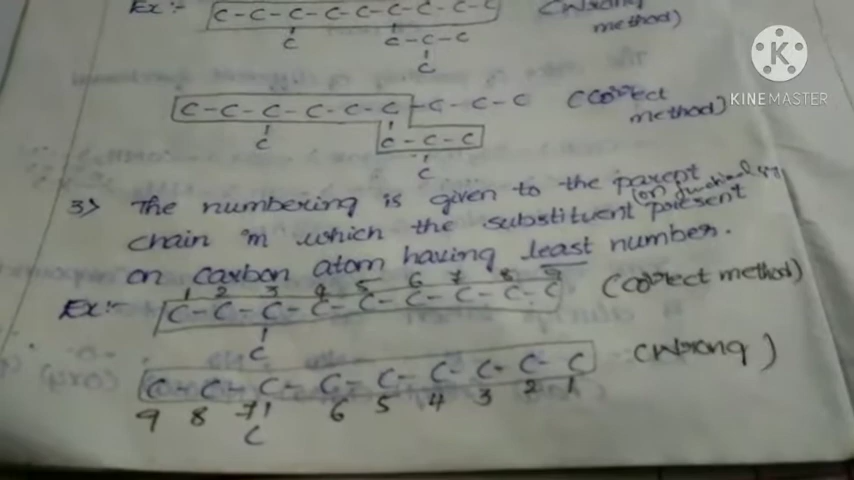 Ex :-
C-C-C-C-C-C-C-C-C (Wrong method)
C
C-C-C
C
KINEMASTER
C-C-C-C-C-C-C-C-C (Correct method)
C
C-C-C
C
3) The numbering is given to the parent
chain in which the substituent (or present
on carbon atom having least number.
1 2 3 4 5 6 7 8 9
Ex:- C-C-C-C-C-C-C-C-C (Correct method)
C
C-C-C-C-C-C-C-C-C (Wrong)
9 8 7 6 5 4 3 2 1
C